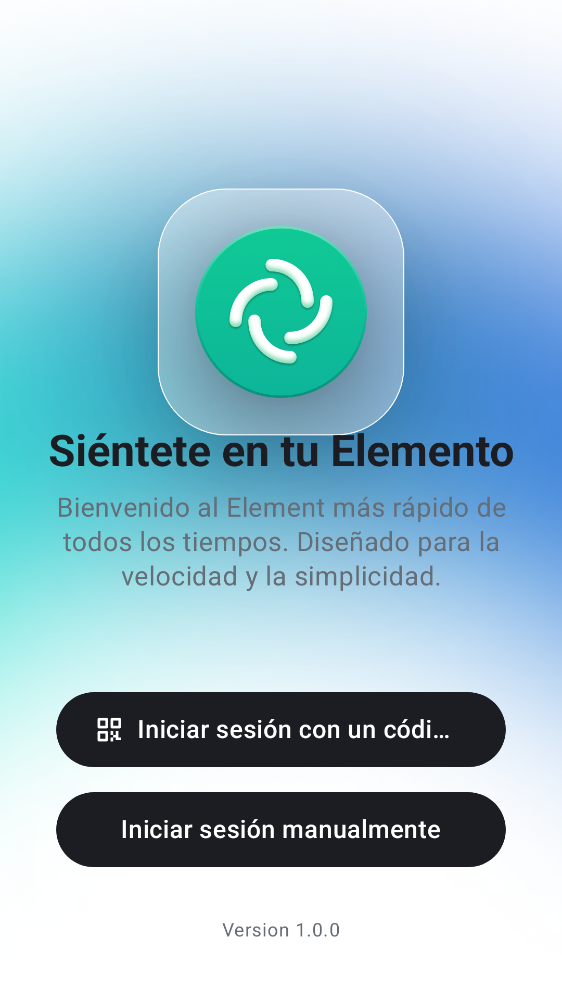 Siéntete en tu Elemento
Bienvenido al Element más rápido de
todos los tiempos. Diseñado para la
velocidad y la simplicidad.
Iniciar sesión con un códi…
Iniciar sesión manualmente
Version 1.0.0